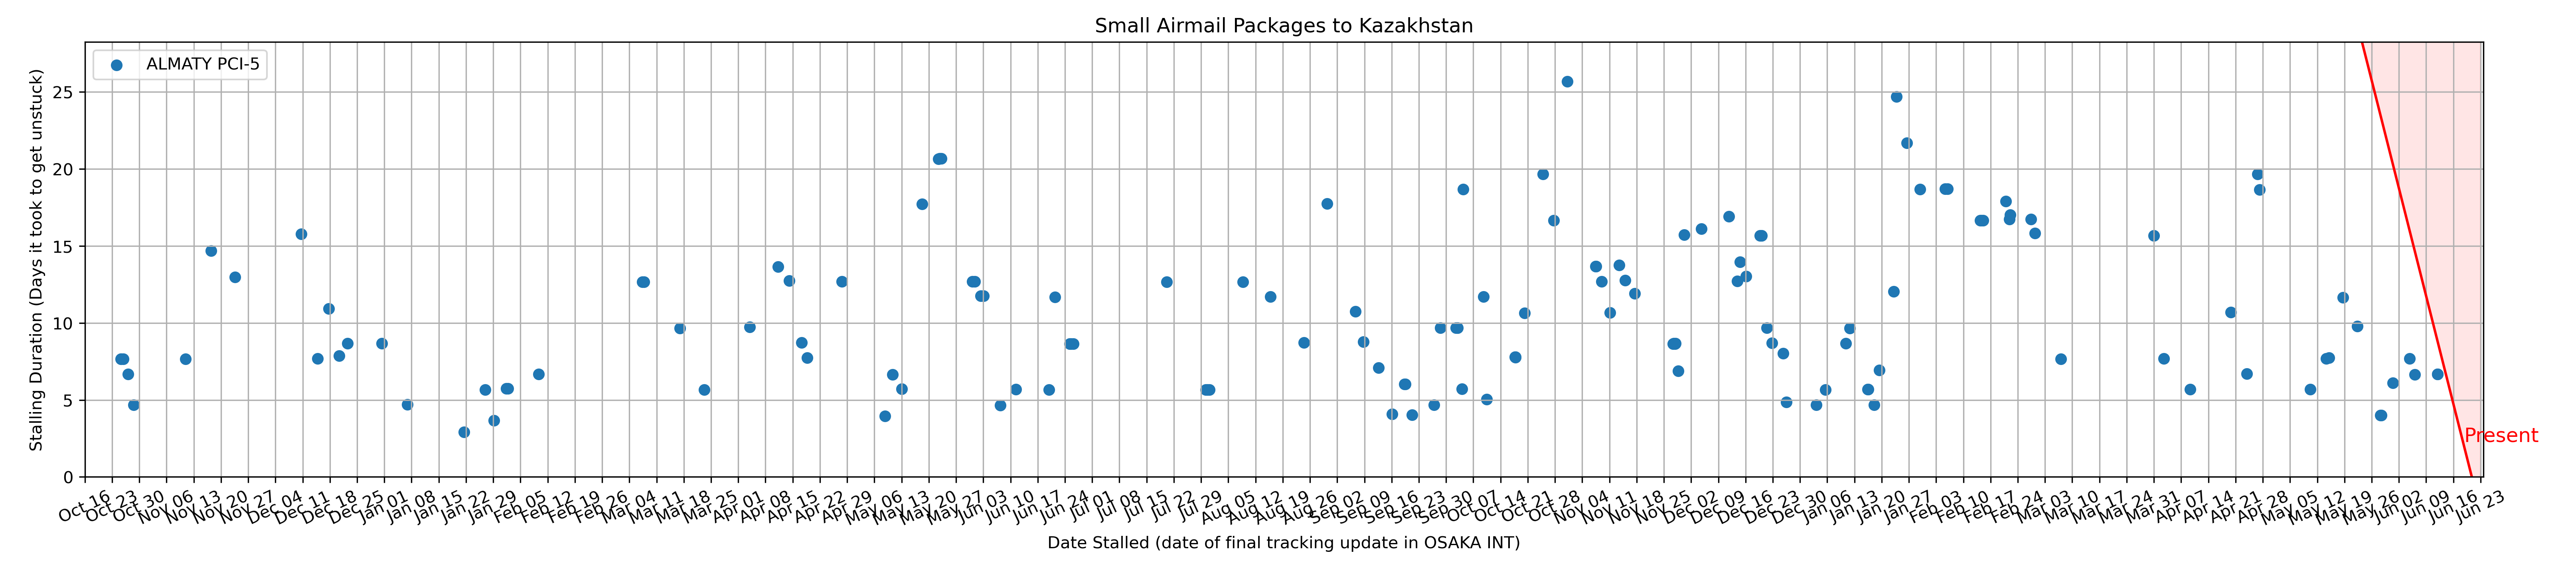 Small Airmail Packages to Kazakhstan
ALMATY PCI-5
Stalling Duration (Days it took to get unstuck)
25
20
15
10
5
0
Present
Oct 16
Oct 23
Oct 30
Nov 06
Nov 13
Nov 20
Nov 27
Dec 04
Dec 11
Dec 18
Dec 25
Jan 01
Jan 08
Jan 15
Jan 22
Jan 29
Feb 05
Feb 12
Feb 19
Feb 26
Mar 04
Mar 11
Mar 18
Mar 25
Apr 01
Apr 08
Apr 15
Apr 22
Apr 29
May 06
May 13
May 20
May 27
Jun 03
Jun 10
Jun 17
Jun 24
Jul 01
Jul 08
Jul 15
Jul 22
Jul 29
Aug 05
Aug 12
Aug 19
Aug 26
Sep 02
Sep 09
Sep 16
Sep 23
Sep 30
Oct 07
Oct 14
Oct 21
Oct 28
Nov 04
Nov 11
Nov 18
Nov 25
Dec 02
Dec 09
Dec 16
Dec 23
Dec 30
Jan 06
Jan 13
Jan 20
Jan 27
Feb 03
Feb 10
Feb 17
Feb 24
Mar 03
Mar 10
Mar 17
Mar 24
Mar 31
Apr 07
Apr 14
Apr 21
Apr 28
May 05
May 12
May 19
May 26
Jun 02
Jun 09
Jun 16
Jun 23
Date Stalled (date of final tracking update in OSAKA INT)